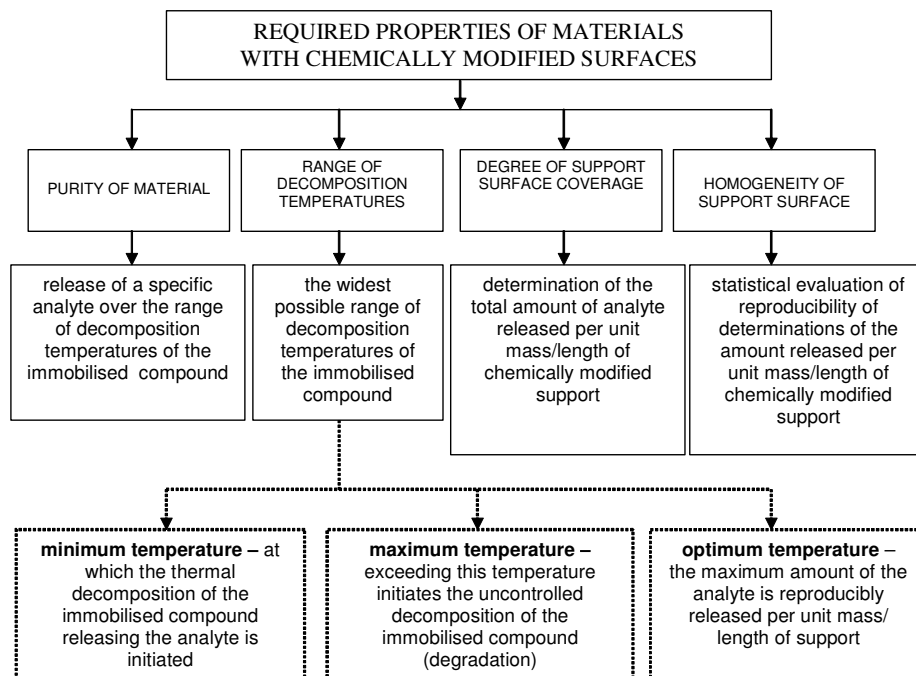 REQUIRED PROPERTIES OF MATERIALS
WITH CHEMICALLY MODIFIED SURFACES
PURITY OF MATERIAL
RANGE OF
DECOMPOSITION
TEMPERATURES
DEGREE OF SUPPORT
SURFACE COVERAGE
HOMOGENEITY OF
SUPPORT SURFACE
release of a specific
analyte over the range
of decomposition
temperatures of the
immobilised compound
the widest
possible range of
decomposition
temperatures of
the immobilised
compound
determination of the
total amount of analyte
released per unit
mass/length of
chemically modified
support
statistical evaluation of
reproducibility of
determinations of the
amount released per
unit mass/length of
chemically modified
support
minimum temperature – at
which the thermal
decomposition of the
immobilised compound
releasing the analyte is
initiated
maximum temperature –
exceeding this temperature
initiates the uncontrolled
decomposition of the
immobilised compound
(degradation)
optimum temperature –
the maximum amount of the
analyte is reproducibly
released per unit mass/
length of support